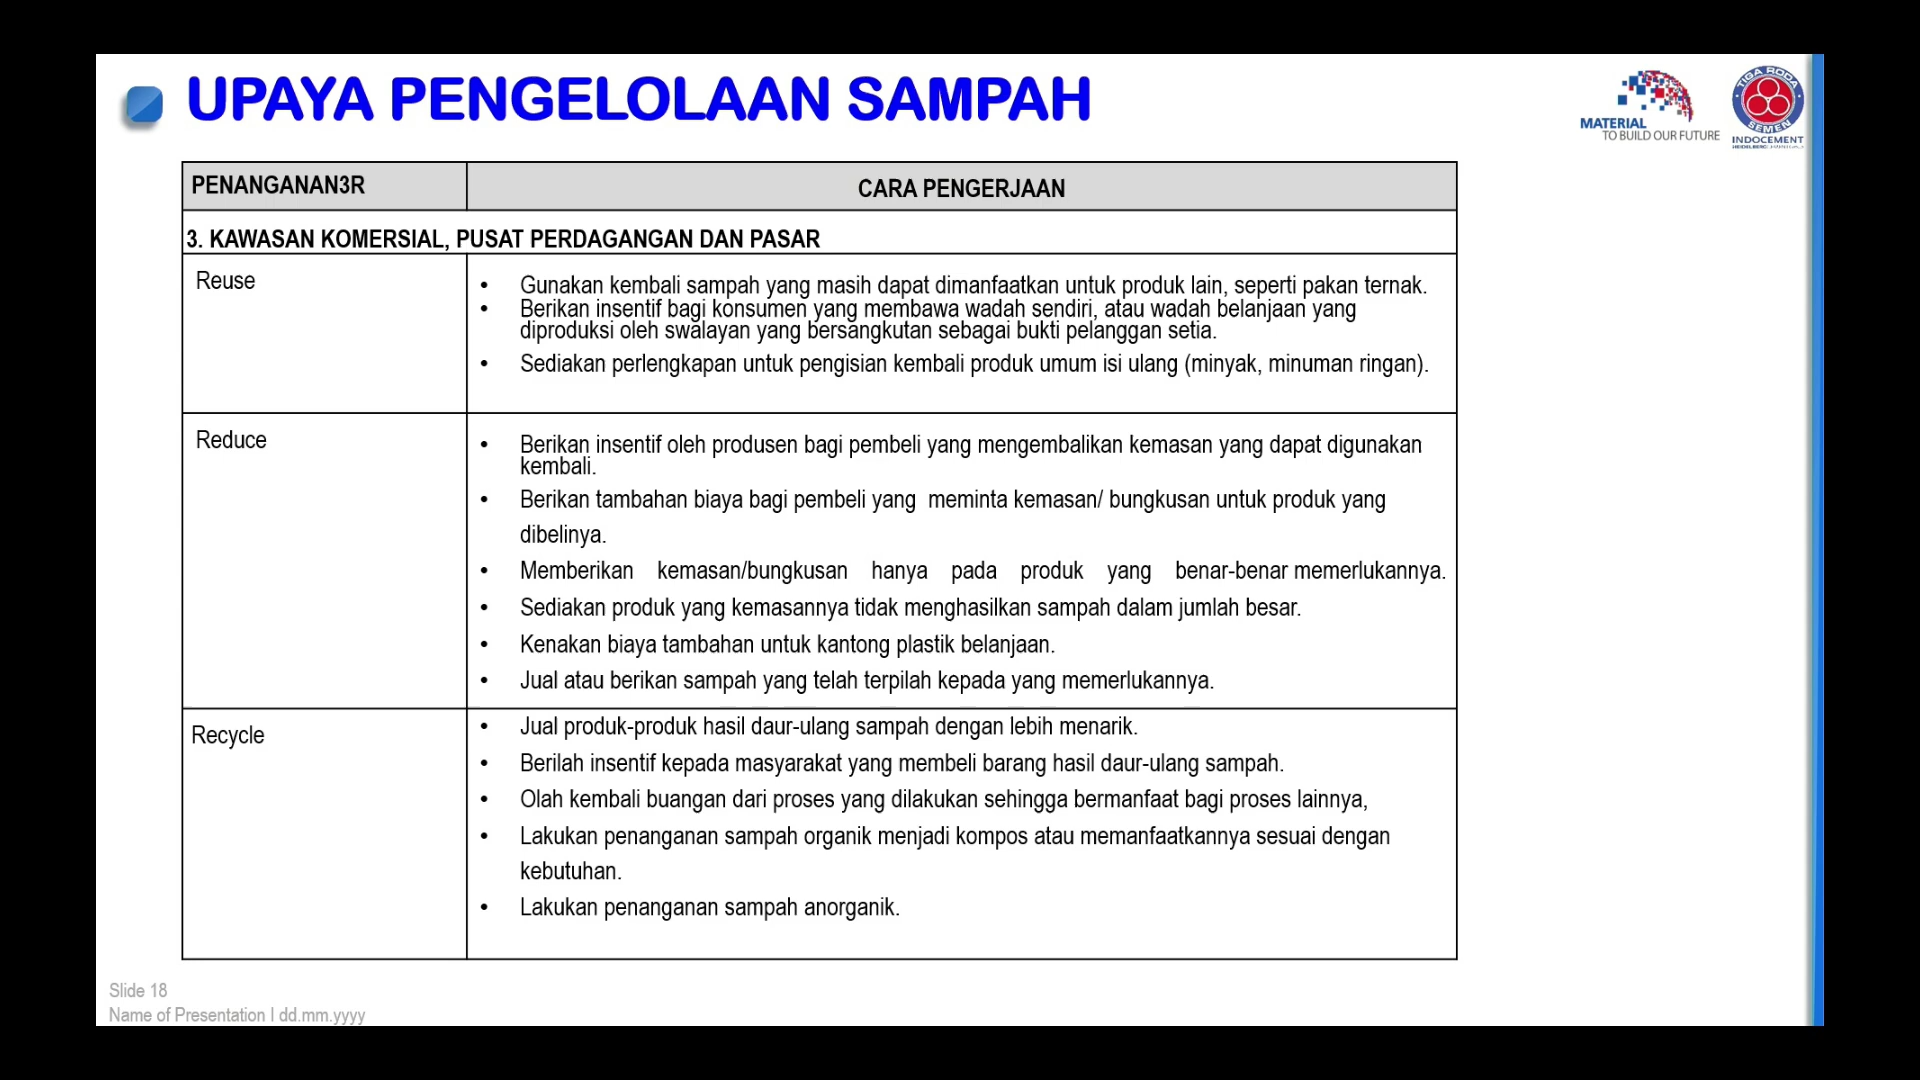 UPAYA PENGELOLAAN SAMPAH
MATERIAL
TO BUILD OUR FUTURE
TIGA RODA
SEMEN
INDOCEMENT
PENANGANAN3R
CARA PENGERJAAN
3. KAWASAN KOMERSIAL, PUSAT PERDAGANGAN DAN PASAR
Reuse
• Gunakan kembali sampah yang masih dapat dimanfaatkan untuk produk lain, seperti pakan ternak.
• Berikan insentif bagi konsumen yang membawa wadah sendiri, atau wadah belanjaan yang
diproduksi oleh swalayan yang bersangkutan sebagai bukti pelanggan setia.
• Sediakan perlengkapan untuk pengisian kembali produk umum isi ulang (minyak, minuman ringan).
Reduce
• Berikan insentif oleh produsen bagi pembeli yang mengembalikan kemasan yang dapat digunakan
kembali.
• Berikan tambahan biaya bagi pembeli yang meminta kemasan/ bungkusan untuk produk yang
dibelinya.
• Memberikan kemasan/bungkusan hanya pada produk yang benar-benar memerlukannya.
• Sediakan produk yang kemasannya tidak menghasilkan sampah dalam jumlah besar.
• Kenakan biaya tambahan untuk kantong plastik belanjaan.
• Jual atau berikan sampah yang telah terpilah kepada yang memerlukannya.
Recycle
• Jual produk-produk hasil daur-ulang sampah dengan lebih menarik.
• Berilah insentif kepada masyarakat yang membeli barang hasil daur-ulang sampah.
• Olah kembali buangan dari proses yang dilakukan sehingga bermanfaat bagi proses lainnya,
• Lakukan penanganan sampah organik menjadi kompos atau memanfaatkannya sesuai dengan
kebutuhan.
• Lakukan penanganan sampah anorganik.
Slide 18
Name of Presentation I dd.mm.yyyy